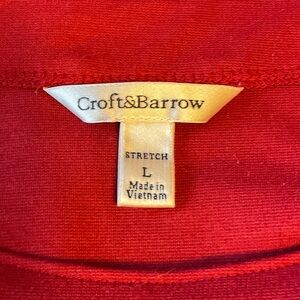 Croft&Barrow
STRETCH
L
Made in
Vietnam